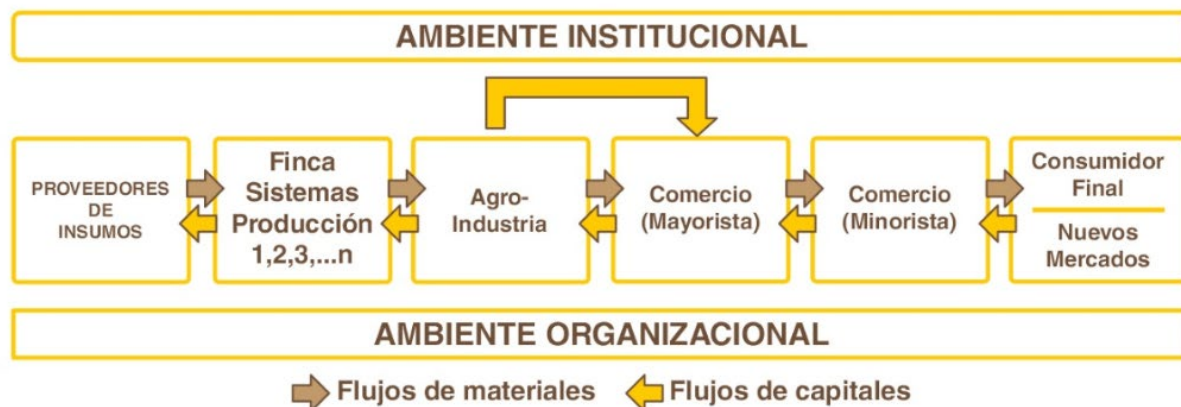 AMBIENTE INSTITUCIONAL
PROVEEDORES
DE
INSUMOS
Finca
Sistemas
Producción
1,2,3,...n
Agro-
Industria
Comercio
(Mayorista)
Comercio
(Minorista)
Consumidor
Final
Nuevos
Mercados
AMBIENTE ORGANIZACIONAL
Flujos de materiales
Flujos de capitales